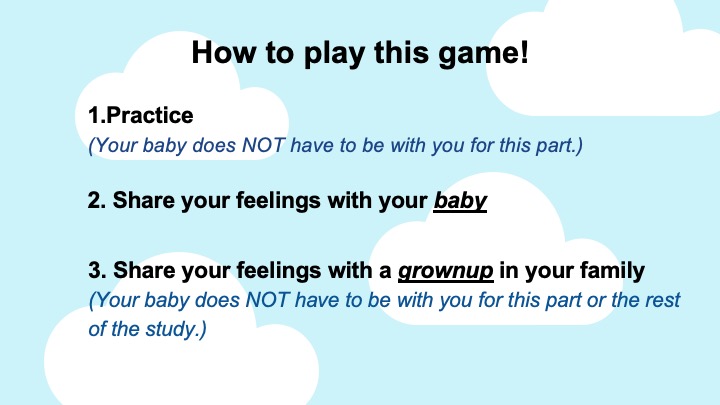 How to play this game!
1.Practice
(Your baby does NOT have to be with you for this part.)
2. Share your feelings with your baby
3. Share your feelings with a grownup in your family
(Your baby does NOT have to be with you for this part or the rest
of the study.)